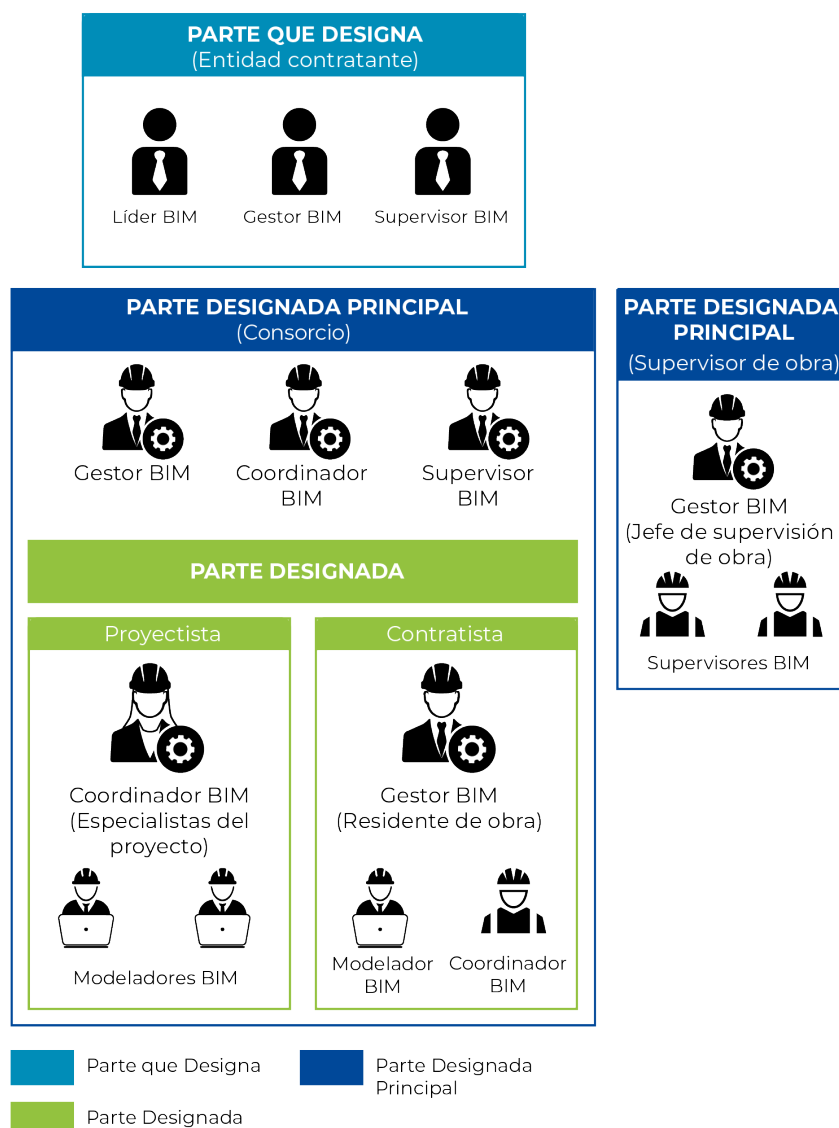 PARTE QUE DESIGNA
(Entidad contratante)
Líder BIM
Gestor BIM
Supervisor BIM
PARTE DESIGNADA PRINCIPAL
(Consorcio)
Gestor BIM
Coordinador
BIM
Supervisor
BIM
PARTE DESIGNADA
Proyectista
Coordinador BIM
(Especialistas del
proyecto)
Modeladores BIM
Contratista
Gestor BIM
(Residente de obra)
Modelador
BIM
Coordinador
BIM
PARTE DESIGNADA
PRINCIPAL
(Supervisor de obra)
Gestor BIM
(Jefe de supervisión
de obra)
Supervisores BIM
Parte que Designa
Parte Designada
Principal
Parte Designada